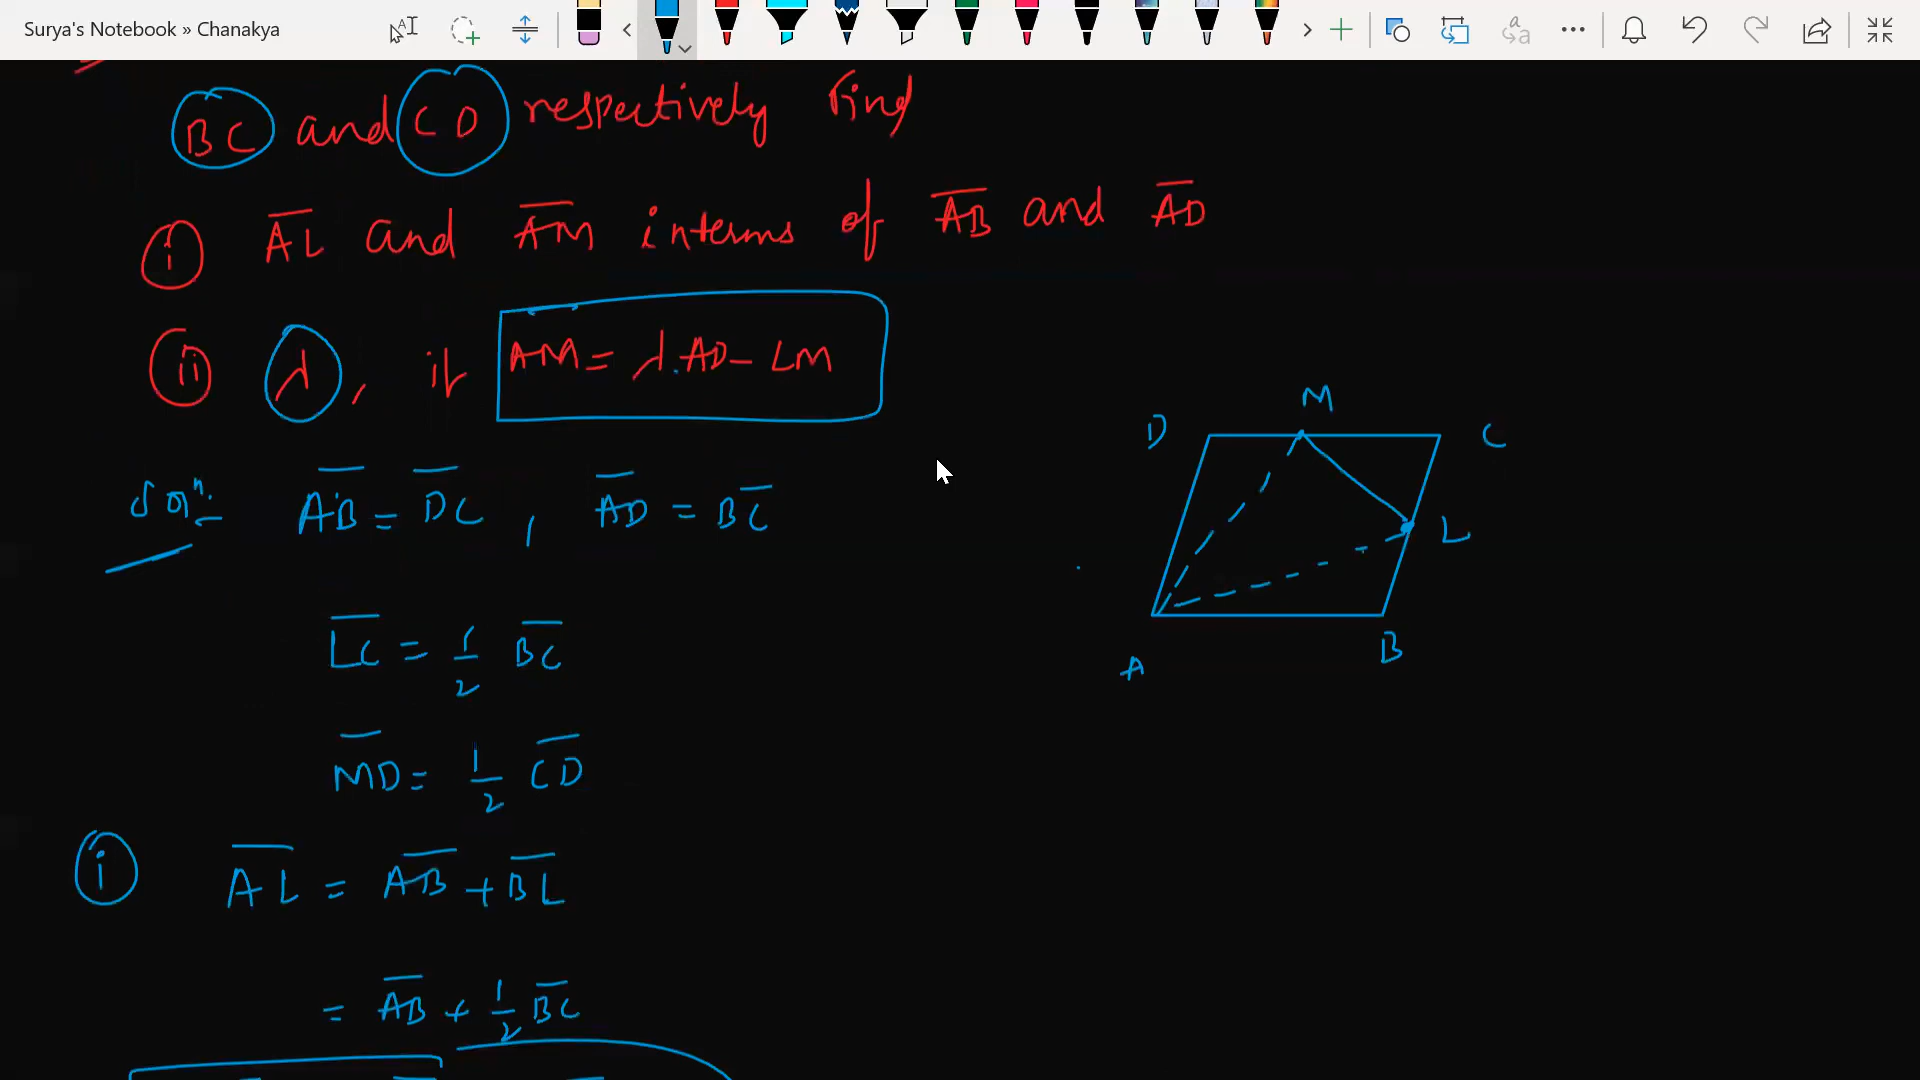 Surya's Notebook » Chanakya
BC and CD respectively Find
(i) AL and AM interms of AB and AD
(ii) λ, if AM = λ.AD - LM
Solⁿ: AB = DC, AD = BC
LC = 1/2 BC
MD = 1/2 CD
(i) AL = AB + BL
= AB + 1/2 BC
M
D
C
L
B
A